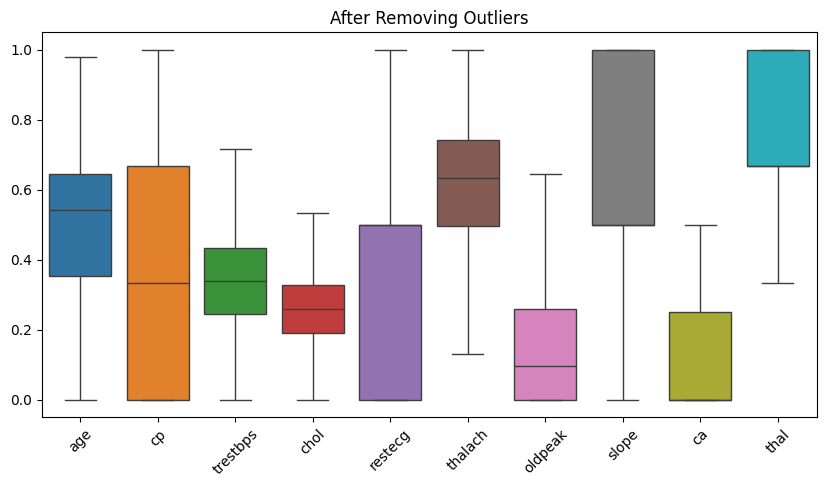 After Removing Outliers
1.0
0.8
0.6
0.4
0.2
0.0
age
cp
trestbps
chol
restecg
thalach
oldpeak
slope
ca
thal